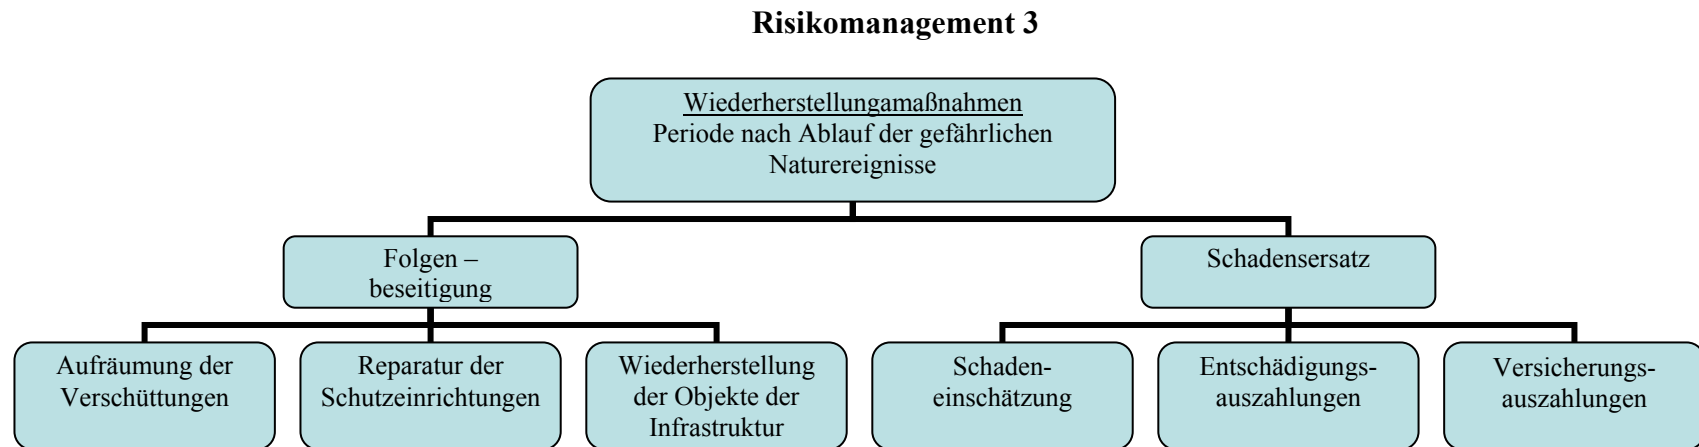 Risikomanagement 3
Wiederherstellungamaßnahmen
Periode nach Ablauf der gefährlichen
Naturereignisse
Folgen –
beseitigung
Schadensersatz
Aufräumung der
Verschüttungen
Reparatur der
Schutzeinrichtungen
Wiederherstellung
der Objekte der
Infrastruktur
Schaden-
einschätzung
Entschädigungs-
auszahlungen
Versicherungs-
auszahlungen